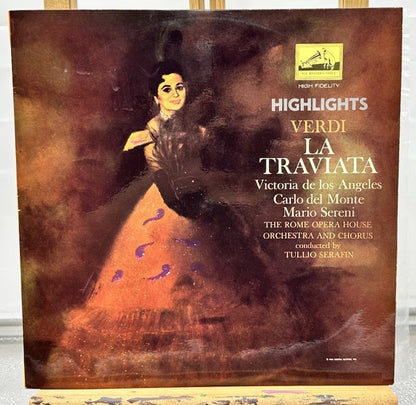 HIGH FIDELITY
HIGHLIGHTS
VERDI
LA
TRAVIATA
Victoria de los Angeles
Carlo del Monte
Mario Sereni
THE ROME OPERA HOUSE
ORCHESTRA AND CHORUS
conducted by
TULLIO SERAFIN